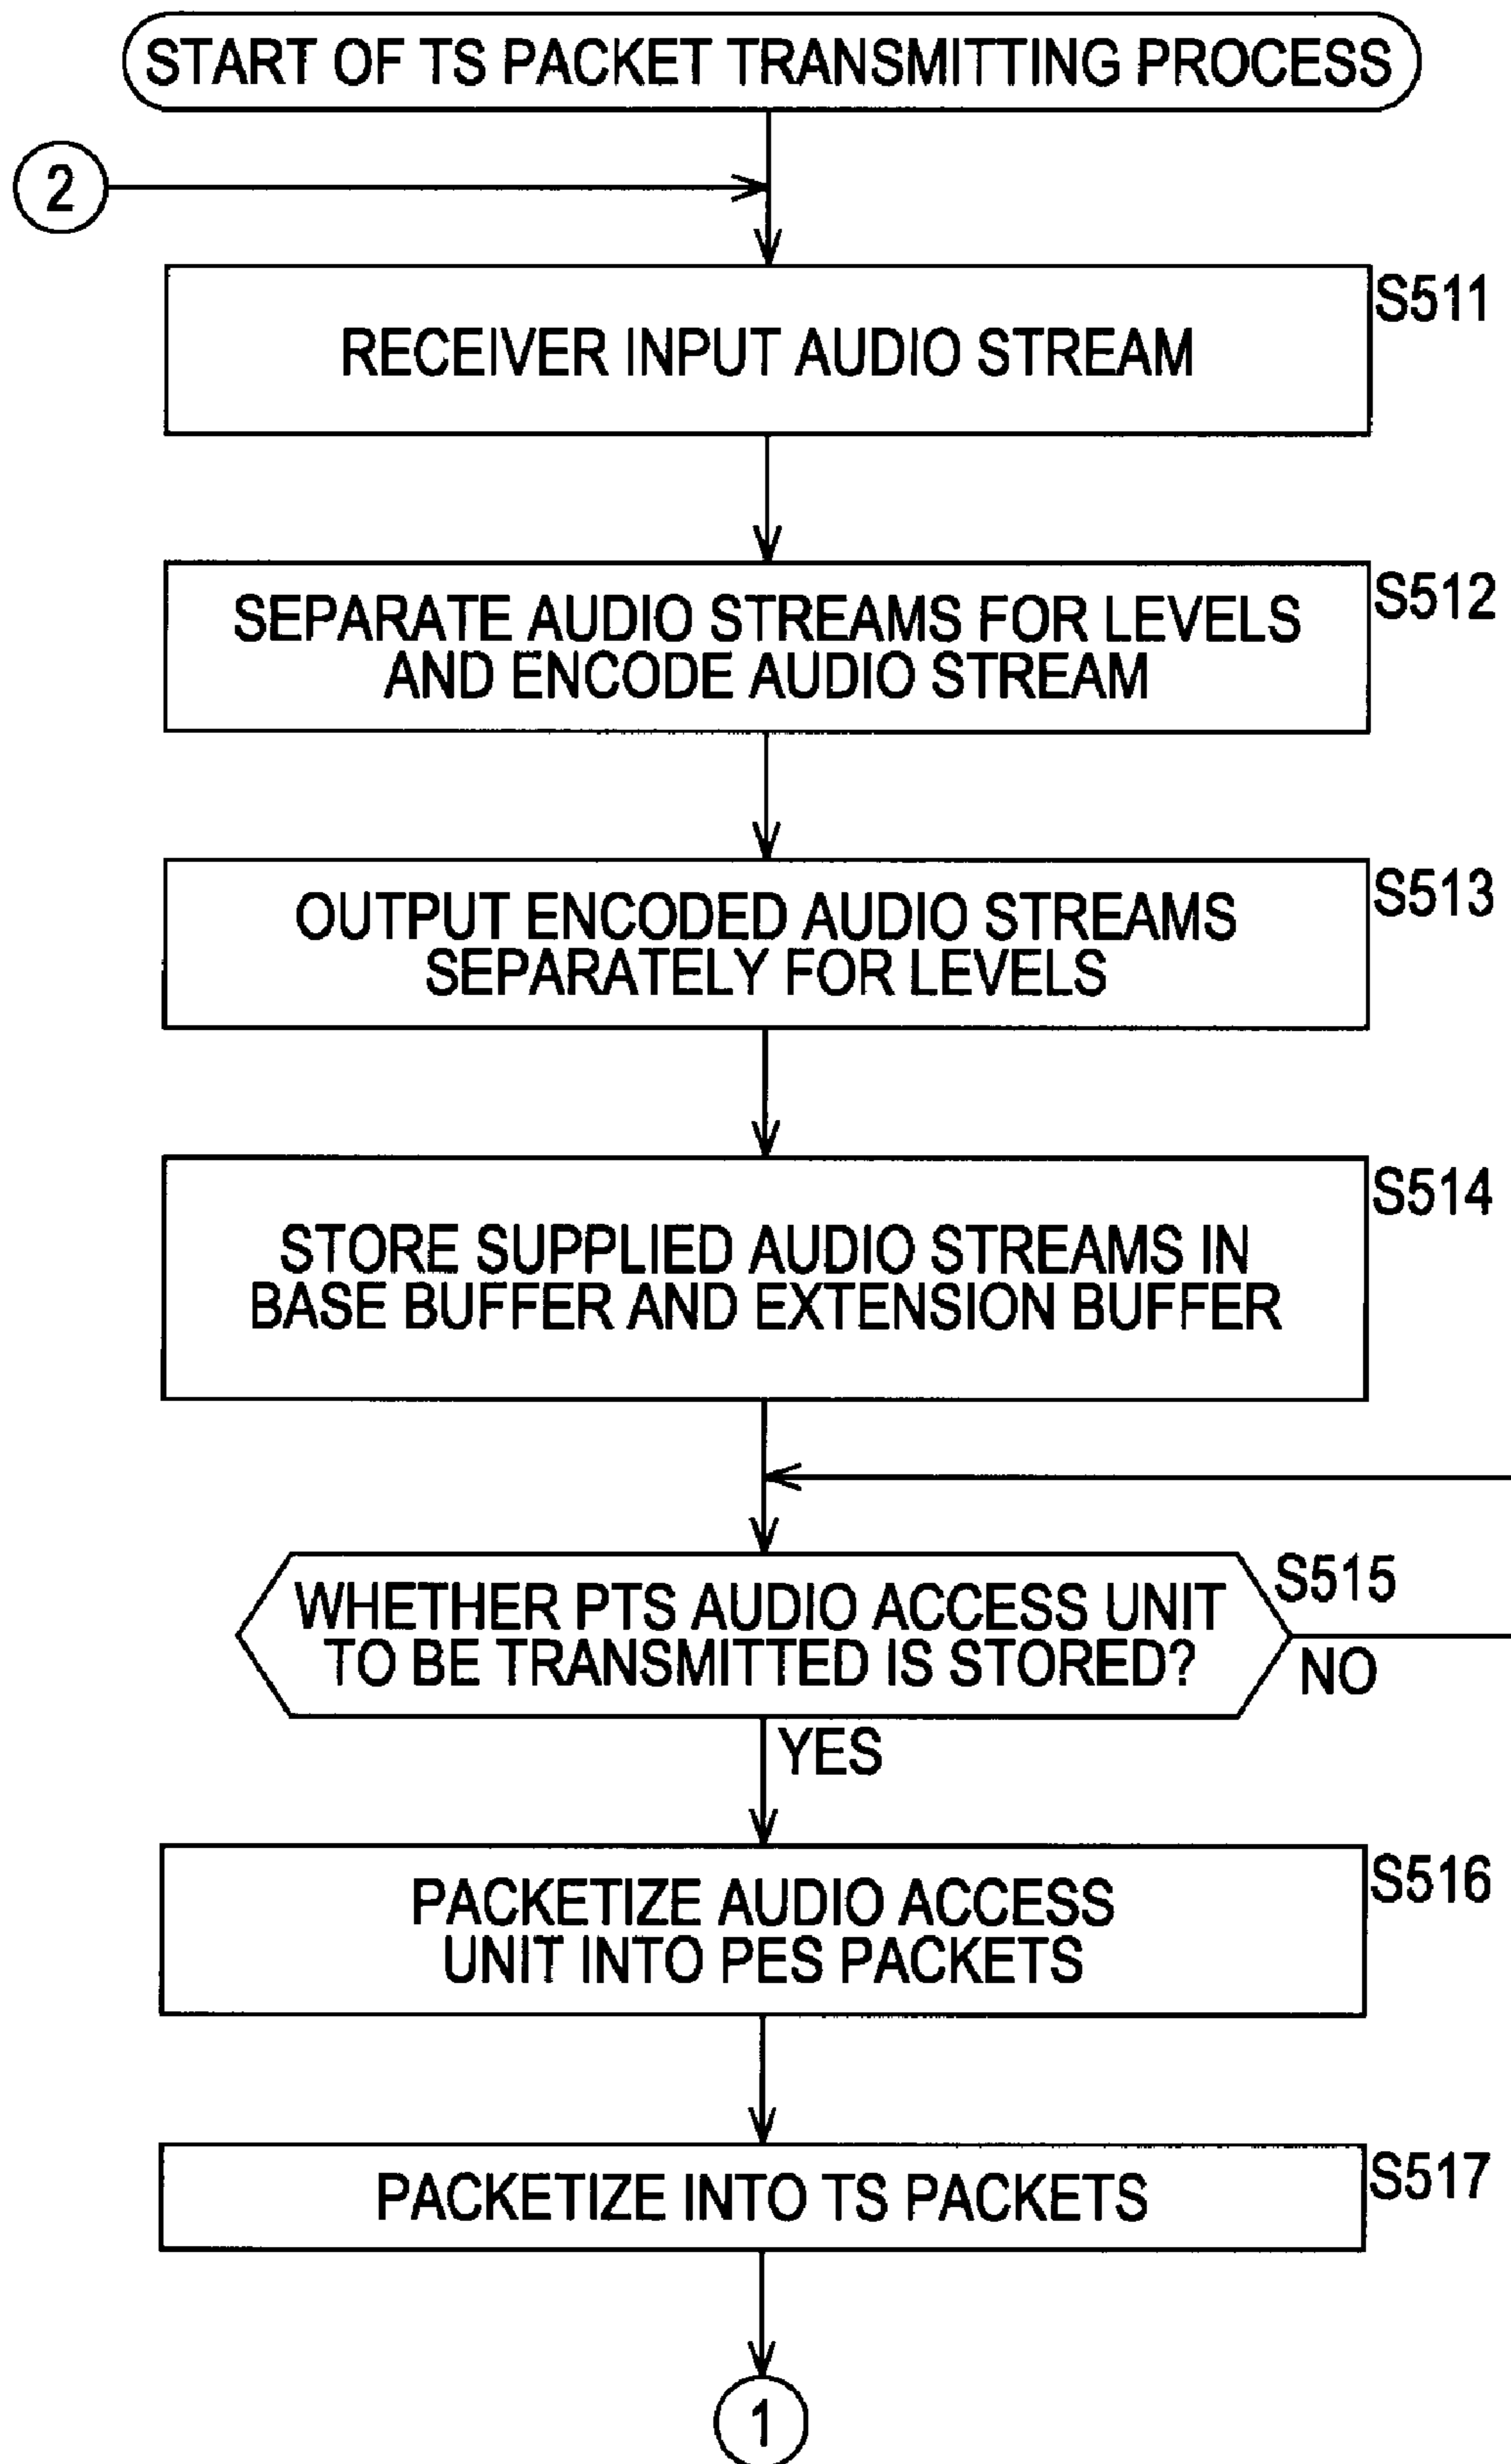 START OF TS PACKET TRANSMITTING PROCESS
2
S511
RECEIVER INPUT AUDIO STREAM
S512
SEPARATE AUDIO STREAMS FOR LEVELS
AND ENCODE AUDIO STREAM
S513
OUTPUT ENCODED AUDIO STREAMS
SEPARATELY FOR LEVELS
S514
STORE SUPPLIED AUDIO STREAMS IN
BASE BUFFER AND EXTENSION BUFFER
S515
WHETHER PTS AUDIO ACCESS UNIT
TO BE TRANSMITTED IS STORED?
NO
YES
S516
PACKETIZE AUDIO ACCESS
UNIT INTO PES PACKETS
S517
PACKETIZE INTO TS PACKETS
1